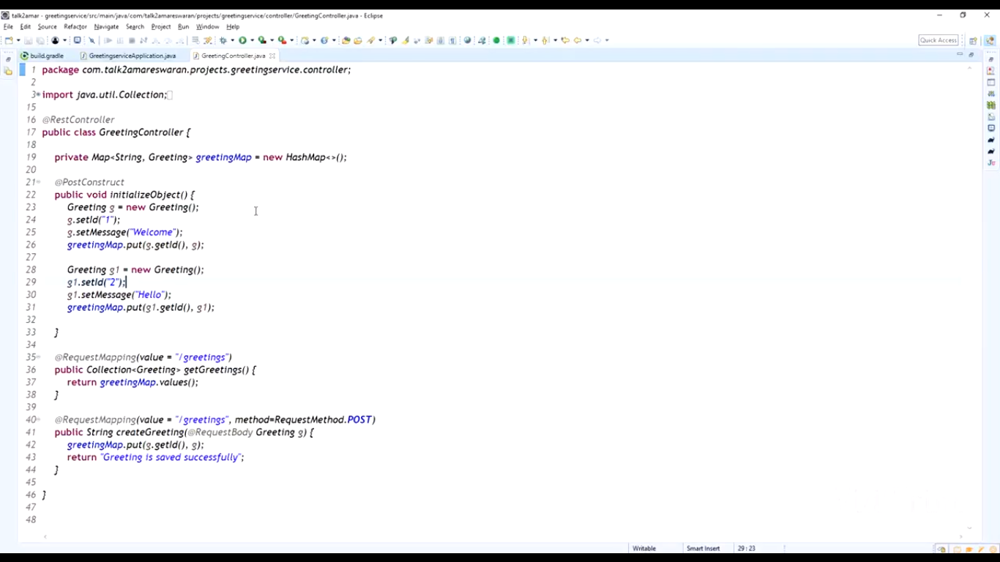 talk2amar - greetingservice/src/main/java/com/talk2amareswaran/projects/greetingservice/controller/GreetingController.java - Eclipse
File Edit Source Refactor Navigate Search Project Run Window Help
Quick Access
build.gradle GreetingserviceApplication.java GreetingController.java
1 package com.talk2amareswaran.projects.greetingservice.controller;
2
3 import java.util.Collection;
15
16 @RestController
17 public class GreetingController {
18
19 private Map<String, Greeting> greetingMap = new HashMap<>();
20
21 @PostConstruct
22 public void initializeObject() {
23 Greeting g = new Greeting();
24 g.setId("1");
25 g.setMessage("Welcome");
26 greetingMap.put(g.getId(), g);
27
28 Greeting g1 = new Greeting();
29 g1.setId("2");
30 g1.setMessage("Hello");
31 greetingMap.put(g1.getId(), g1);
32
33 }
34
35 @RequestMapping(value = "/greetings")
36 public Collection<Greeting> getGreetings() {
37 return greetingMap.values();
38 }
39
40 @RequestMapping(value = "/greetings", method=RequestMethod.POST)
41 public String createGreeting(@RequestBody Greeting g) {
42 greetingMap.put(g.getId(), g);
43 return "Greeting is saved successfully";
44 }
45
46 }
47
48
Writable Smart Insert 29 : 23